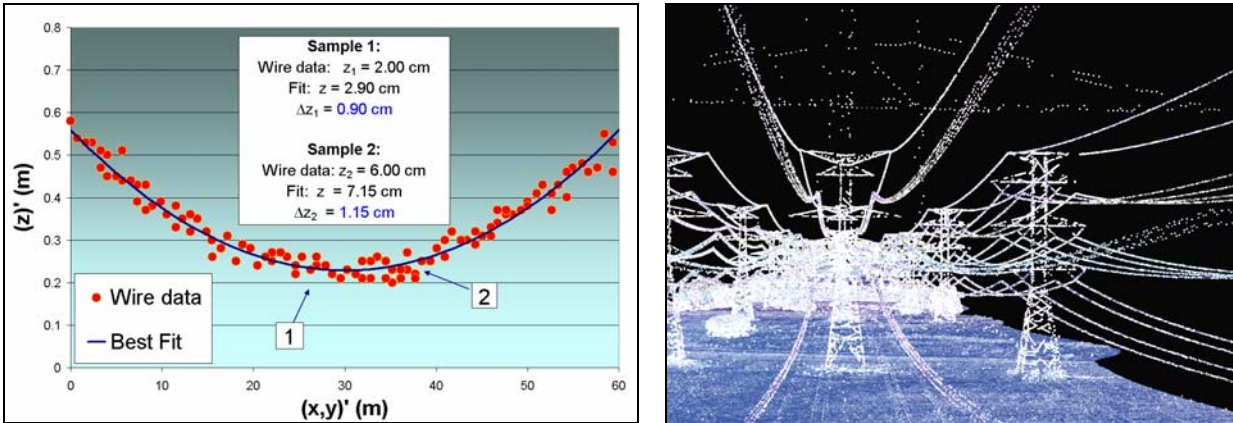 0.8
0.7
0.6
0.5
0.4
0.3
0.2
0.1
0
(z)' (m)
Sample 1:
Wire data: z₁ = 2.00 cm
Fit: z = 2.90 cm
Δz₁ = 0.90 cm
Sample 2:
Wire data: z₂ = 6.00 cm
Fit: z = 7.15 cm
Δz₂ = 1.15 cm
Wire data
Best Fit
1
2
0 10 20 30 40 50 60
(x,y)' (m)